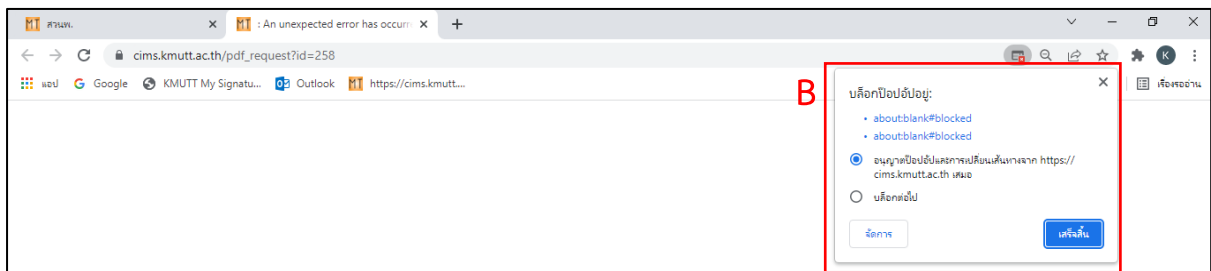 สวนพ.
: An unexpected error has occurr
cims.kmutt.ac.th/pdf_request?id=258
K
แอป
Google
KMUTT My Signatu...
Outlook
https://cims.kmutt....
เรื่องรออ่าน
B
บล็อกป๊อปอัปอยู่:
about:blank#blocked
about:blank#blocked
อนุญาตป๊อปอัปและการเปลี่ยนเส้นทางจาก https://
cims.kmutt.ac.th เสมอ
บล็อกต่อไป
จัดการ
เสร็จสิ้น